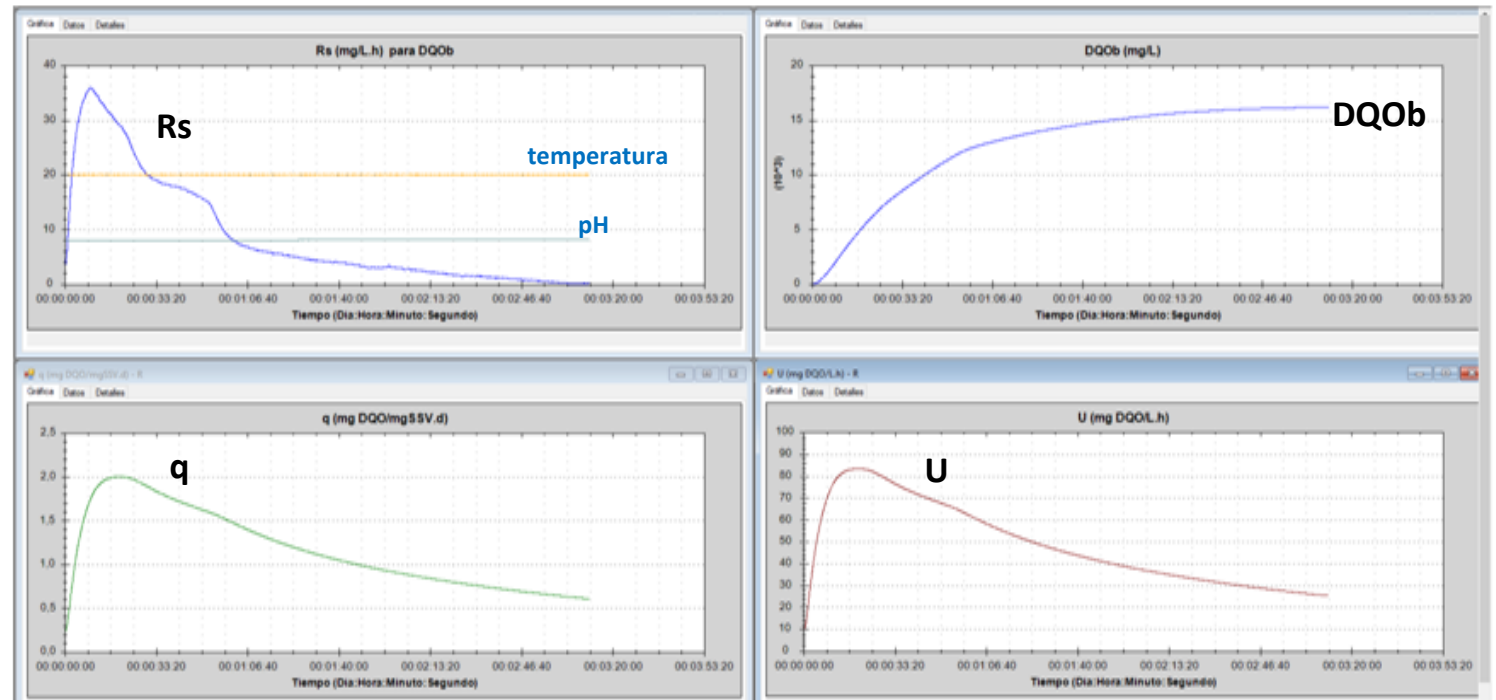 Gráfica Datos Detalles
Rs (mg/L.h) para DQOb
40
30
20
10
0
Rs
temperatura
pH
00:00:00:00 00:00:33:20 00:01:06:40 00:01:40:00 00:02:13:20 00:02:46:40 00:03:20:00 00:03:53:20
Tiempo (Dia:Hora:Minuto:Segundo)
Gráfica Datos Detalles
DQOb (mg/L)
20
15
10
5
0
(10^3)
DQOb
00:00:00:00 00:00:33:20 00:01:06:40 00:01:40:00 00:02:13:20 00:02:46:40 00:03:20:00 00:03:53:20
Tiempo (Dia:Hora:Minuto:Segundo)
q (mg DQO/mgSSV.d) - R
Gráfica Datos Detalles
q (mg DQO/mgSSV.d)
2,5
2,0
1,5
1,0
0,5
0,0
q
00:00:00:00 00:00:33:20 00:01:06:40 00:01:40:00 00:02:13:20 00:02:46:40 00:03:20:00 00:03:53:20
Tiempo (Dia:Hora:Minuto:Segundo)
U (mg DQO/L.h) - R
Gráfica Datos Detalles
U (mg DQO/L.h)
100
90
80
70
60
50
40
30
20
10
0
U
00:00:00:00 00:00:33:20 00:01:06:40 00:01:40:00 00:02:13:20 00:02:46:40 00:03:20:00 00:03:53:20
Tiempo (Dia:Hora:Minuto:Segundo)